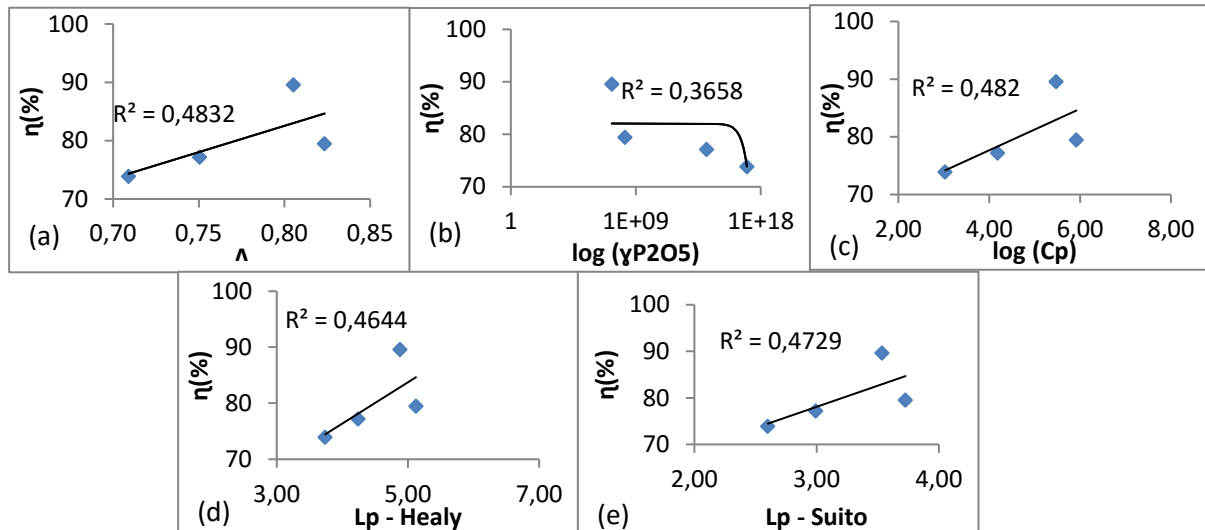 100
90
80
70
η(%)
R² = 0,4832
0,70
0,75
0,80
0,85
(a)
Λ
100
90
80
70
η(%)
R² = 0,3658
1
1E+09
1E+18
(b)
log (γP2O5)
100
90
80
70
η(%)
R² = 0,482
2,00
4,00
6,00
8,00
(c)
log (Cp)
100
90
80
70
η(%)
R² = 0,4644
3,00
5,00
7,00
(d)
Lp - Healy
100
90
80
70
η(%)
R² = 0,4729
2,00
3,00
4,00
(e)
Lp - Suito